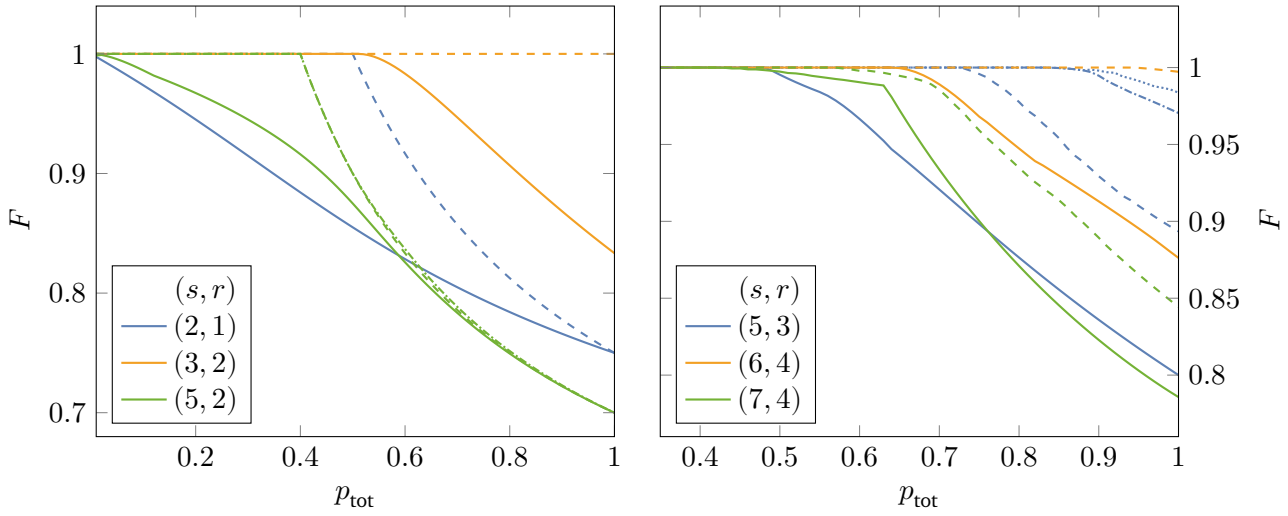 1
0.9
0.8
0.7
F
(s, r)
(2, 1)
(3, 2)
(5, 2)
0.2 0.4 0.6 0.8 1
p_tot
(s, r)
(5, 3)
(6, 4)
(7, 4)
0.4 0.5 0.6 0.7 0.8 0.9 1
p_tot
1
0.95
0.9
0.85
0.8
F